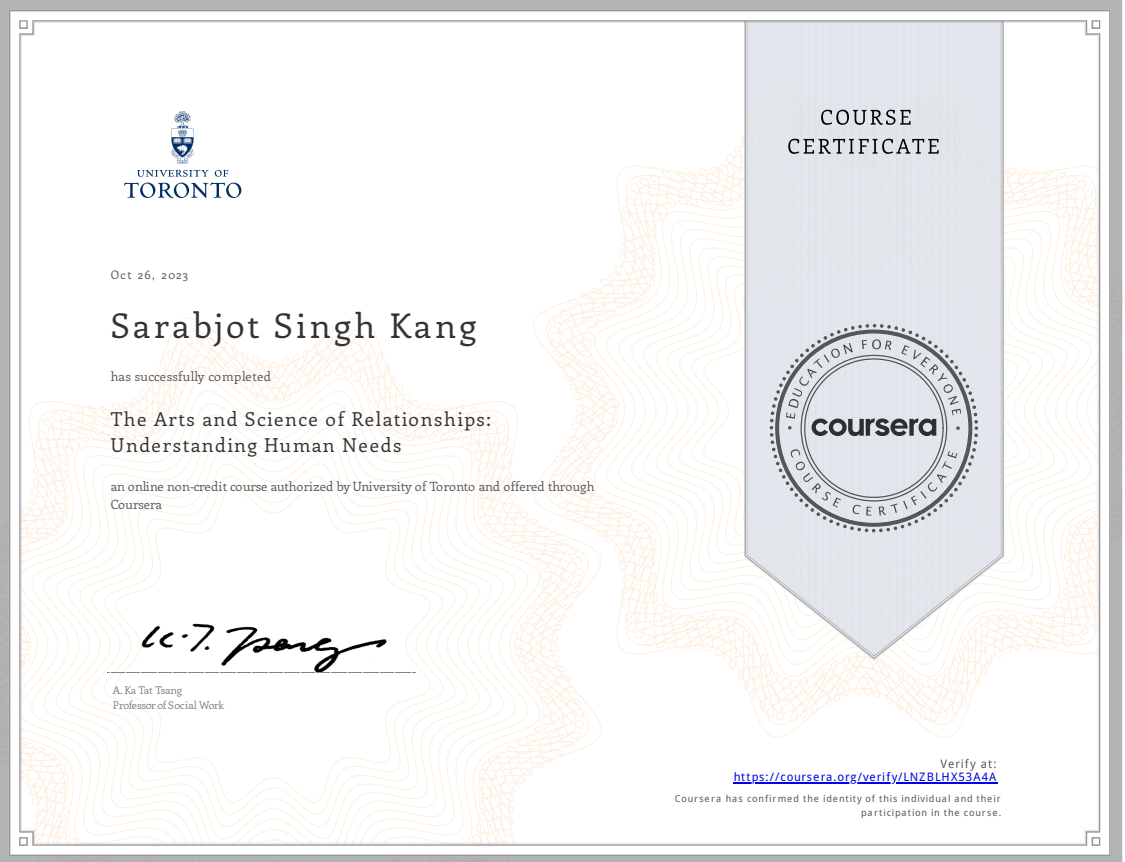 UNIVERSITY OF
TORONTO
COURSE
CERTIFICATE
Oct 26, 2023
Sarabjot Singh Kang
has successfully completed
The Arts and Science of Relationships:
Understanding Human Needs
an online non-credit course authorized by University of Toronto and offered through
Coursera
EDUCATION FOR EVERYONE
coursera
COURSE CERTIFICATE
K.T. Tsang
A. Ka Tat Tsang
Professor of Social Work
Verify at:
https://coursera.org/verify/LNZBLHX53A4A
Coursera has confirmed the identity of this individual and their
participation in the course.